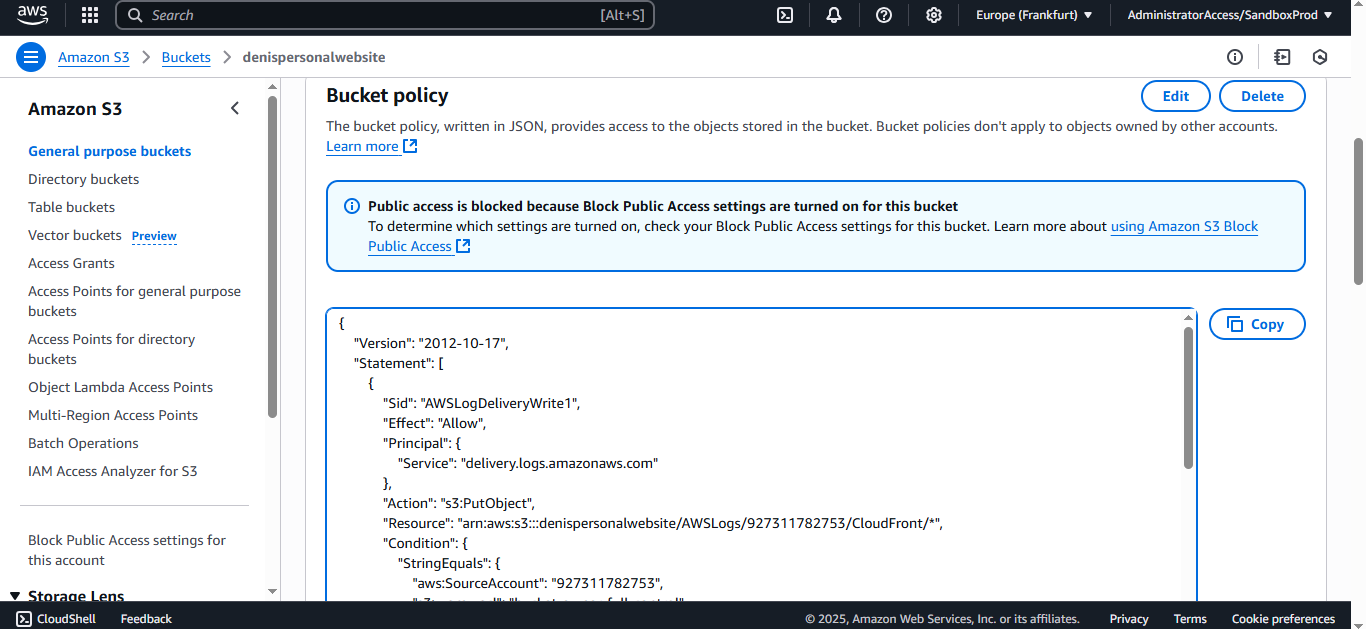 aws
Search [Alt+S]
Europe (Frankfurt)
AdministratorAccess/SandboxProd
Amazon S3 > Buckets > denispersonalwebsite
Amazon S3
General purpose buckets
Directory buckets
Table buckets
Vector buckets Preview
Access Grants
Access Points for general purpose
buckets
Access Points for directory
buckets
Object Lambda Access Points
Multi-Region Access Points
Batch Operations
IAM Access Analyzer for S3
Block Public Access settings for
this account
Storage Lens
Bucket policy
Edit
Delete
The bucket policy, written in JSON, provides access to the objects stored in the bucket. Bucket policies don't apply to objects owned by other accounts.
Learn more
Public access is blocked because Block Public Access settings are turned on for this bucket
To determine which settings are turned on, check your Block Public Access settings for this bucket. Learn more about using Amazon S3 Block
Public Access
Copy
{
"Version": "2012-10-17",
"Statement": [
{
"Sid": "AWSLogDeliveryWrite1",
"Effect": "Allow",
"Principal": {
"Service": "delivery.logs.amazonaws.com"
},
"Action": "s3:PutObject",
"Resource": "arn:aws:s3:::denispersonalwebsite/AWSLogs/927311782753/CloudFront/*",
"Condition": {
"StringEquals": {
"aws:SourceAccount": "927311782753",
CloudShell
Feedback
© 2025, Amazon Web Services, Inc. or its affiliates.
Privacy
Terms
Cookie preferences